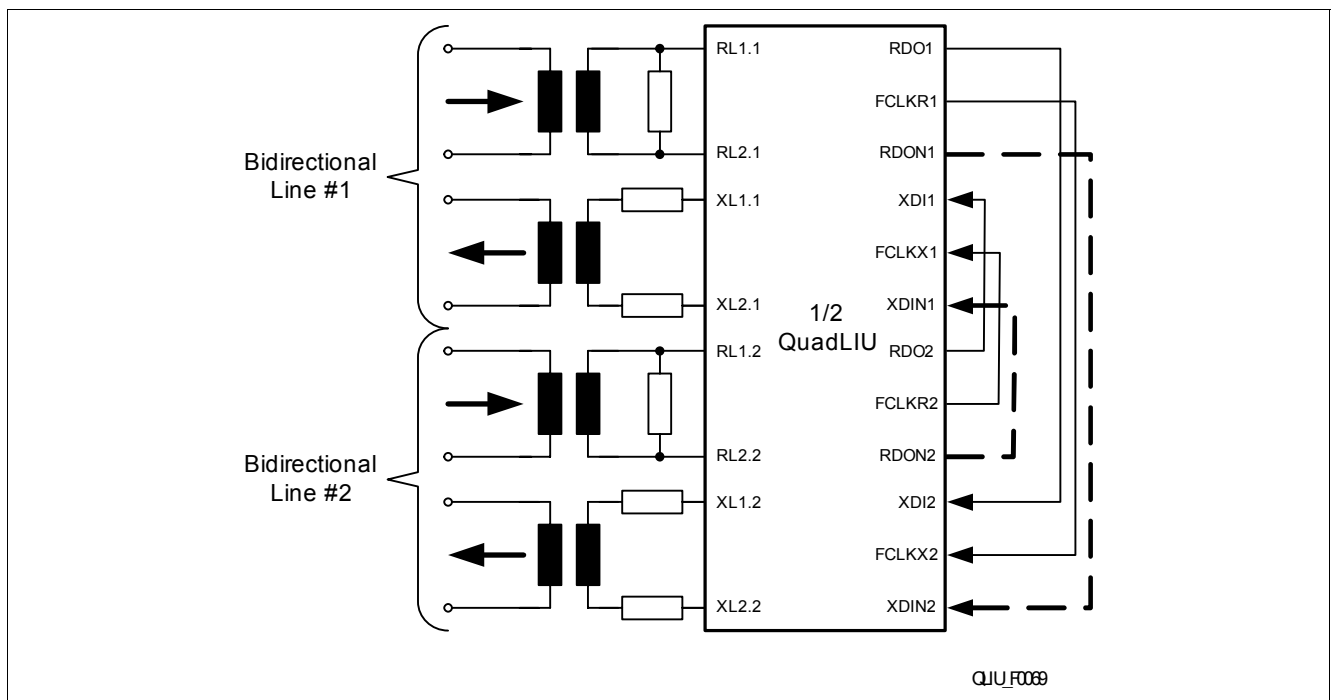 Bidirectional
Line #1
Bidirectional
Line #2
RL1.1
RL2.1
XL1.1
XL2.1
RL1.2
RL2.2
XL1.2
XL2.2
1/2
QuadLIU
RDO1
FCLKR1
RDON1
XDI1
FCLKX1
XDIN1
RDO2
FCLKR2
RDON2
XDI2
FCLKX2
XDIN2
QLIU_F0069